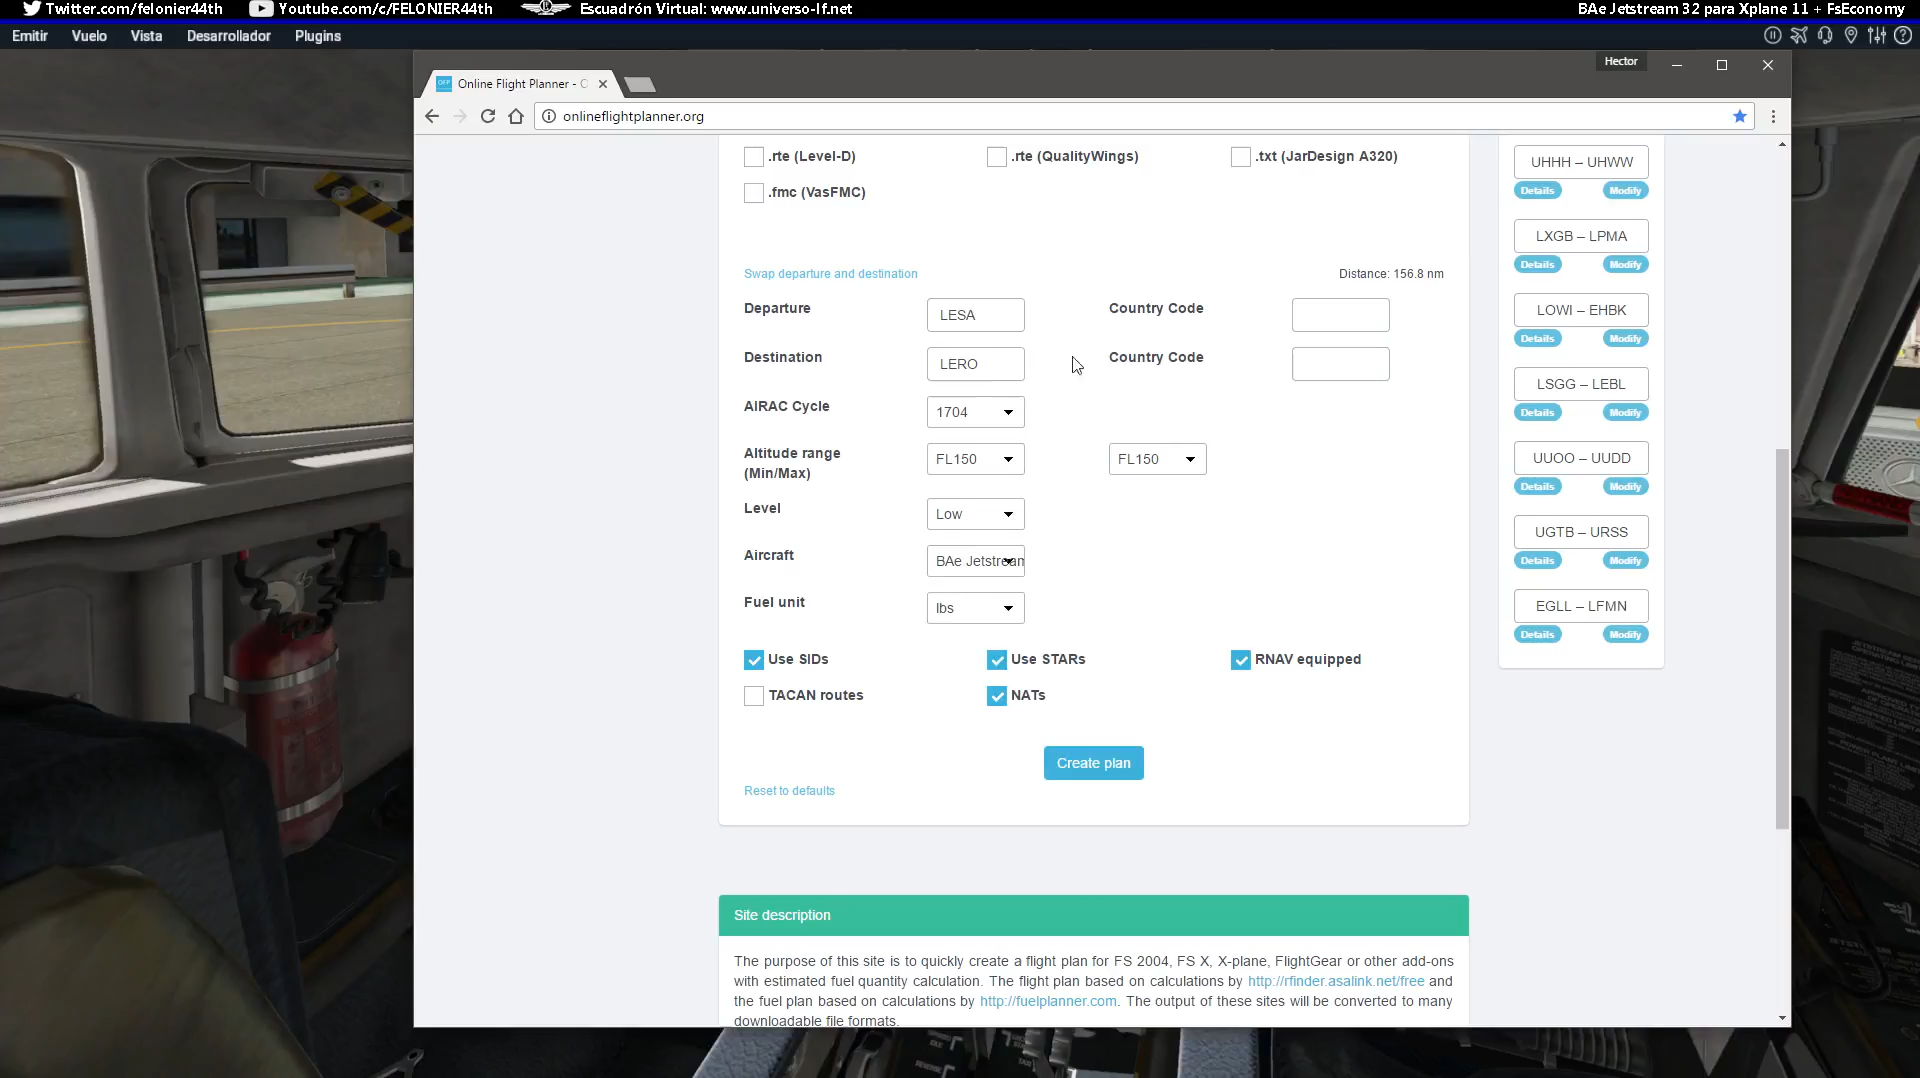 Twitter.com/felonier44th
Youtube.com/c/FELONIER44th
Escuadrón Virtual: www.universo-lf.net
BAe Jetstream 32 para Xplane 11 + FsEconomy
Emitir
Vuelo
Vista
Desarrollador
Plugins
Hector
Online Flight Planner -
onlineflightplanner.org
.rte (Level-D)
.rte (QualityWings)
.txt (JarDesign A320)
.fmc (VasFMC)
Swap departure and destination
Distance: 156.8 nm
Departure
LESA
Country Code
Destination
LERO
Country Code
AIRAC Cycle
1704
Altitude range
(Min/Max)
FL150
FL150
Level
Low
Aircraft
BAe Jetstream
Fuel unit
lbs
Use SIDs
Use STARs
RNAV equipped
TACAN routes
NATs
Create plan
Reset to defaults
UHHH – UHWW
Details
Modify
LXGB – LPMA
Details
Modify
LOWI – EHBK
Details
Modify
LSGG – LEBL
Details
Modify
UUOO – UUDD
Details
Modify
UGTB – URSS
Details
Modify
EGLL – LFMN
Details
Modify
Site description
The purpose of this site is to quickly create a flight plan for FS 2004, FS X, X-plane, FlightGear or other add-ons
with estimated fuel quantity calculation. The flight plan based on calculations by http://rfinder.asalink.net/free and
the fuel plan based on calculations by http://fuelplanner.com. The output of these sites will be converted to many
downloadable file formats.